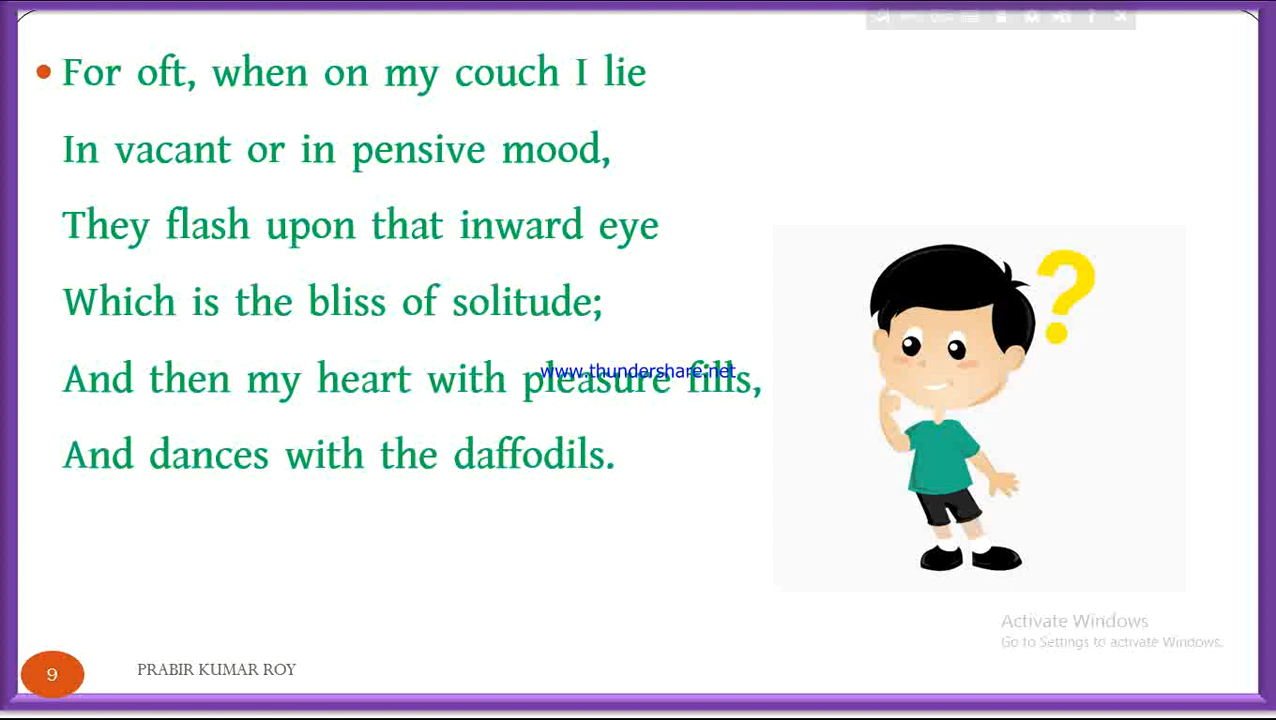 • For oft, when on my couch I lie
In vacant or in pensive mood,
They flash upon that inward eye
Which is the bliss of solitude;
And then my heart with pleasure fills,
www.thundershare.net
And dances with the daffodils.
?
Activate Windows
Go to Settings to activate Windows.
9
PRABIR KUMAR ROY